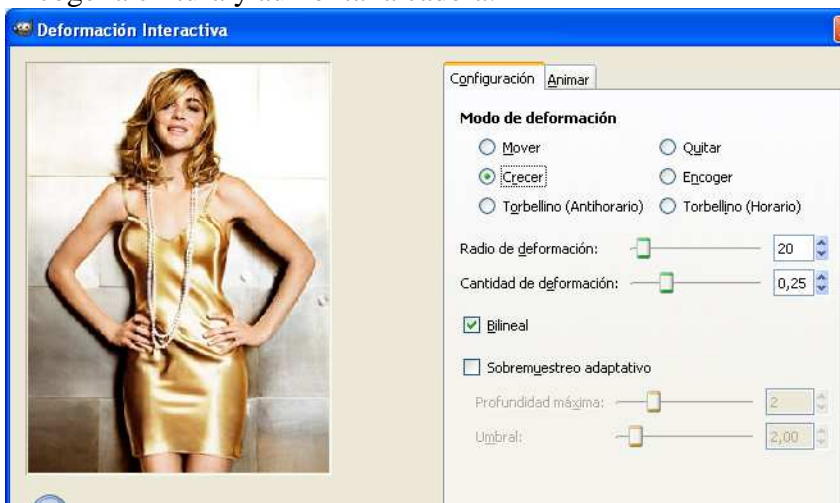 Deformación Interactiva
Configuración Animar
Modo de deformación
Mover Quitar
Crecer Encoger
Torbellino (Antihorario) Torbellino (Horario)
Radio de deformación: 20
Cantidad de deformación: 0,25
Bilineal
Sobremuestreo adaptativo
Profundidad máxima: 2
Umbral: 2,00